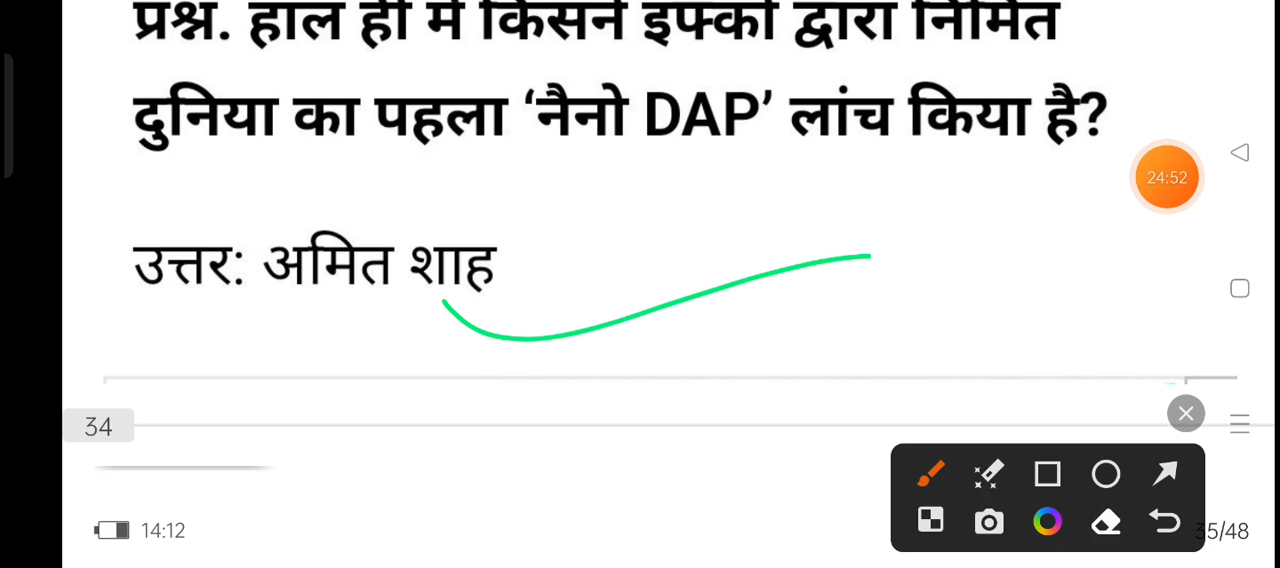 प्रश्न. हाल ही में किसने इफ्को द्वारा निर्मित
दुनिया का पहला ‘नैनो DAP’ लांच किया है?
24:52
उत्तर: अमित शाह
34
14:12
35/48